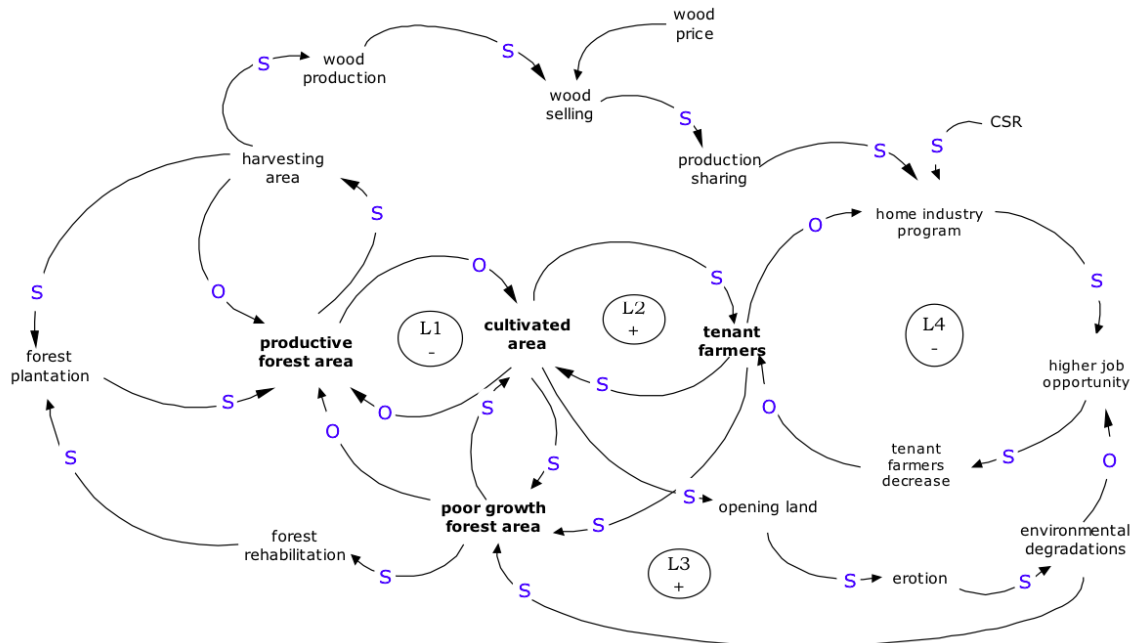 wood
price
S
S
wood
production
wood
selling
S
CSR
S
S
production
sharing
harvesting
area
S
home industry
program
O
O
S
S
S
O
L2
+
L1
-
cultivated
area
tenant
farmers
L4
-
productive
forest area
forest
plantation
higher job
opportunity
S
S
O
S
O
O
S
S
S
O
tenant
farmers
decrease
S
opening land
poor growth
forest area
S
forest
rehabilitation
environmental
degradations
L3
+
S
S
erotion
S
S